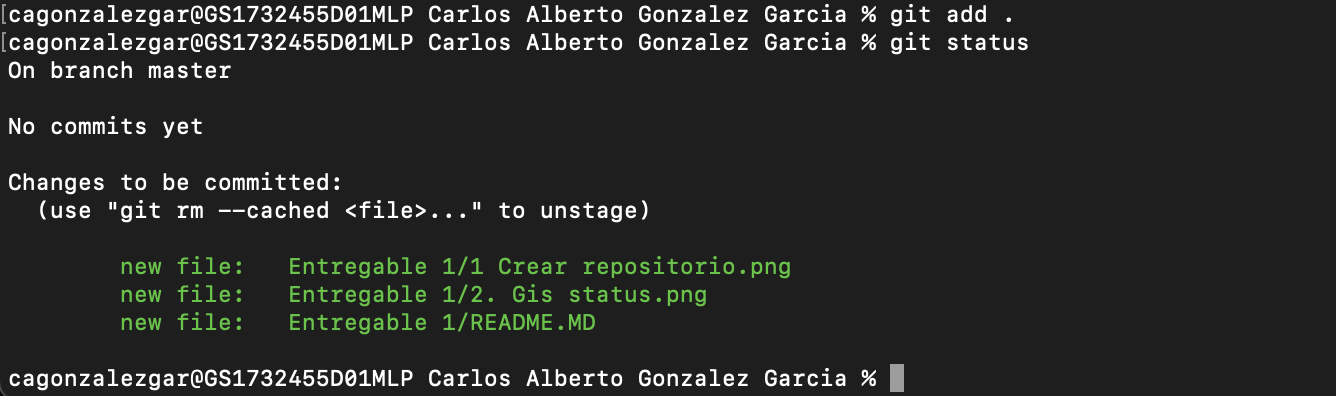 [cagonzalezgar@GS1732455D01MLP Carlos Alberto Gonzalez Garcia % git add .
[cagonzalezgar@GS1732455D01MLP Carlos Alberto Gonzalez Garcia % git status
On branch master
No commits yet
Changes to be committed:
(use "git rm --cached <file>..." to unstage)
new file: Entregable 1/1 Crear repositorio.png
new file: Entregable 1/2. Gis status.png
new file: Entregable 1/README.MD
cagonzalezgar@GS1732455D01MLP Carlos Alberto Gonzalez Garcia %